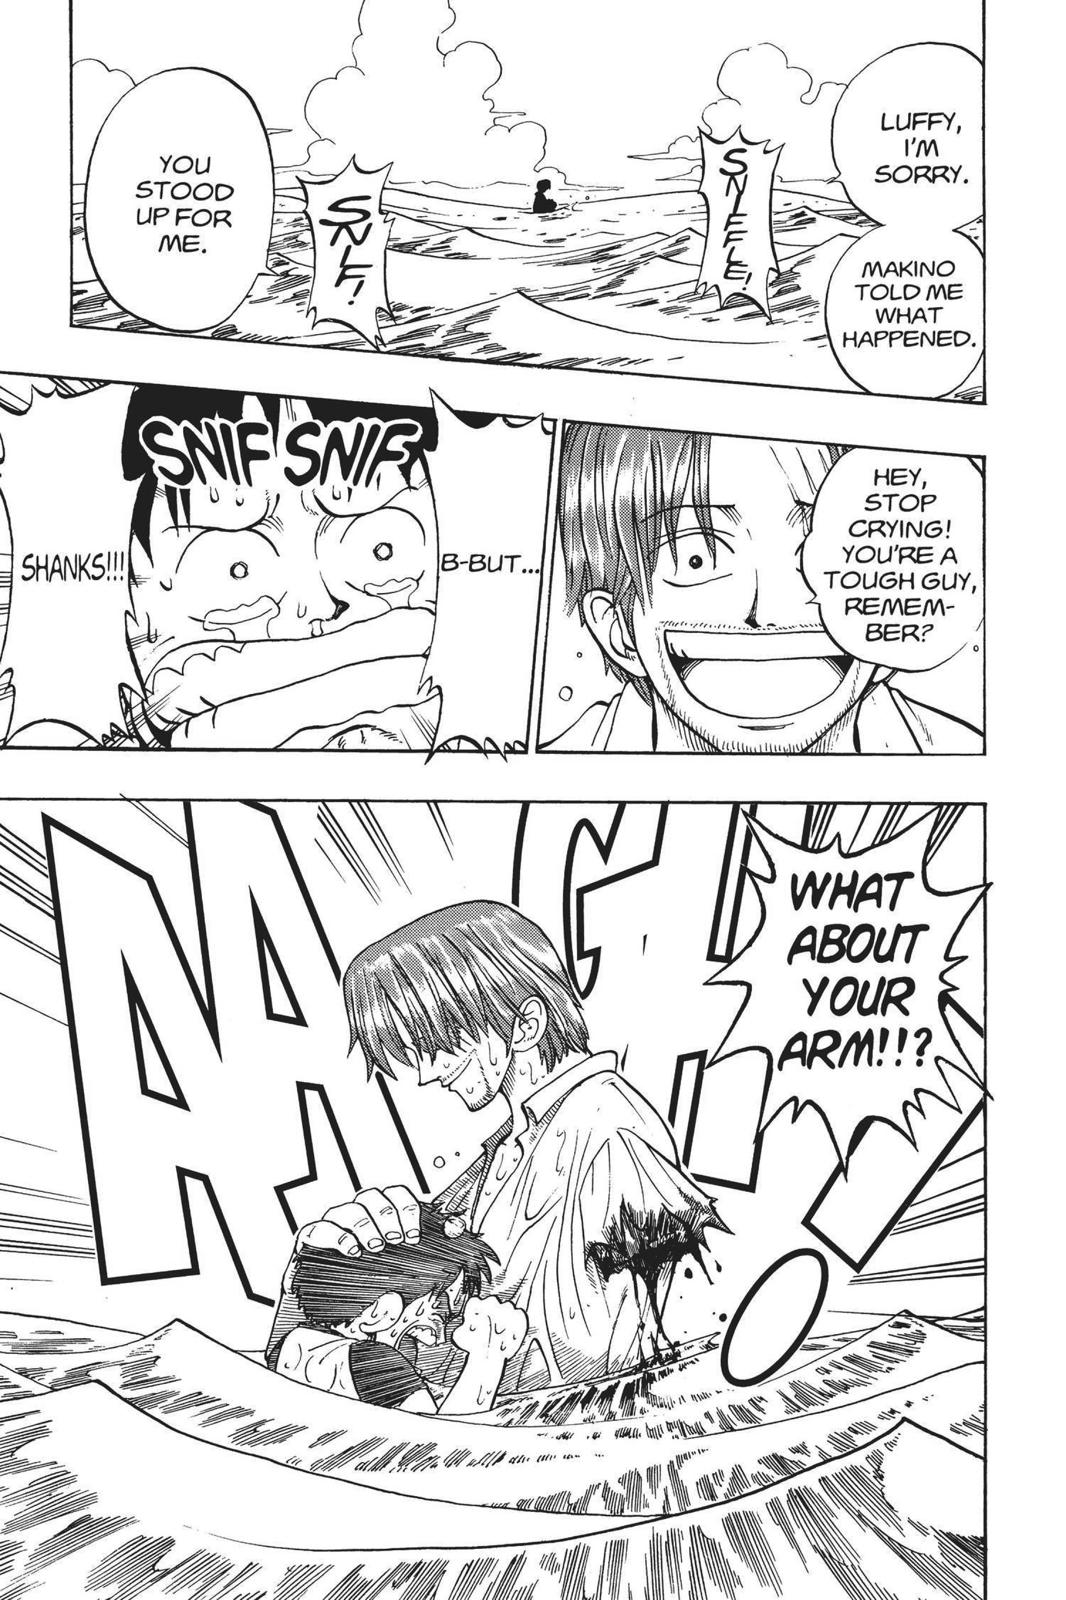 LUFFY,
I'M
SORRY.
MAKINO
TOLD ME
WHAT
HAPPENED.
SNIFFLE!
SNIF!
YOU
STOOD
UP FOR
ME.
HEY,
STOP
CRYING!
YOU'RE A
TOUGH GUY,
REMEM-
BER?
B-BUT...
SNIF SNIF
SHANKS!!!
WHAT
ABOUT
YOUR
ARM!!?